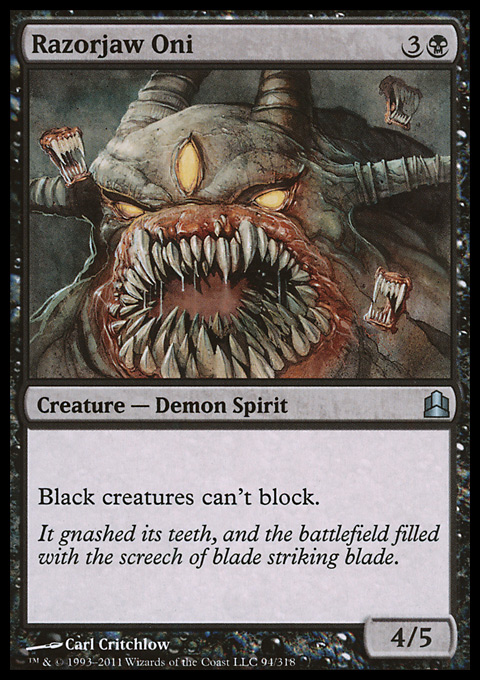 Razorjaw Oni 3
Creature — Demon Spirit
Black creatures can't block.
It gnashed its teeth, and the battlefield filled
with the screech of blade striking blade.
Carl Critchlow
4/5
™ & © 1993–2011 Wizards of the Coast LLC 94/318